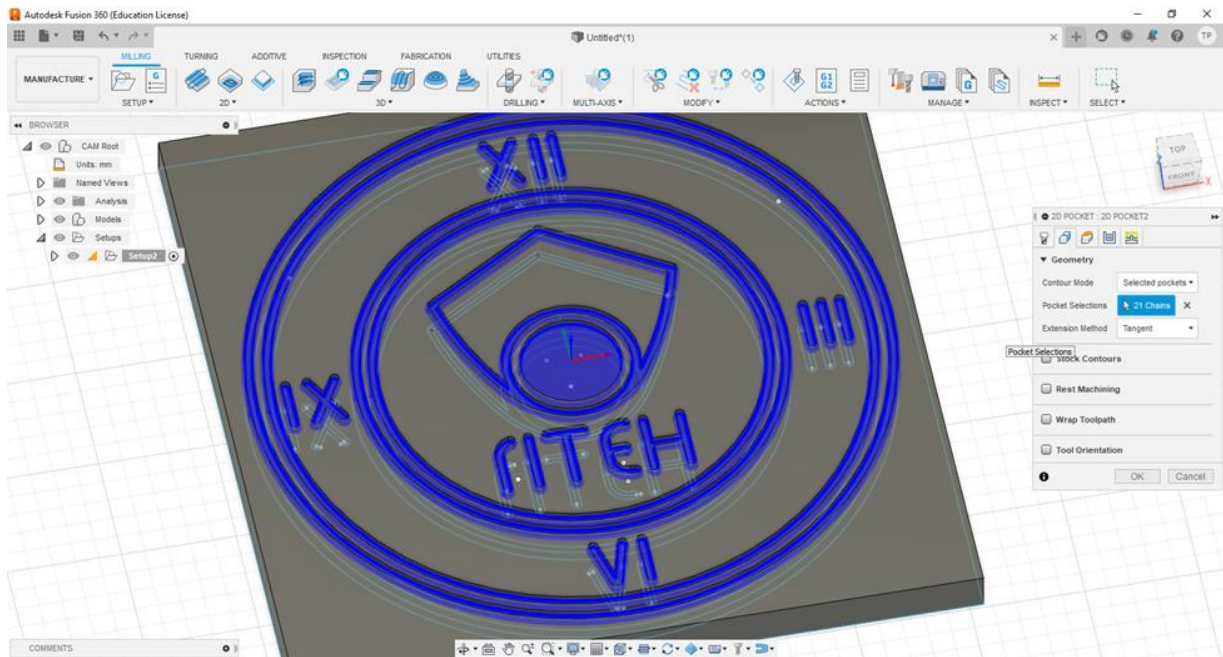 Autodesk Fusion 360 (Education License)
Untitled*(1)
TP
MILLING TURNING ADDITIVE INSPECTION FABRICATION UTILITIES
MANUFACTURE
G
G1
G2
G
SETUP 2D 3D DRILLING MULTI-AXIS MODIFY ACTIONS MANAGE INSPECT SELECT
BROWSER
CAM Root
Units: mm
Named Views
Analysis
Models
Setups
Setup2
TOP
FRONT
X
XII
III
IX
VI
2D POCKET : 2D POCKET2
Geometry
Contour Mode Selected pockets
Pocket Selections 21 Chains
Extension Method Tangent
Pocket Selections
Stock Contours
Rest Machining
Wrap Toolpath
Tool Orientation
OK Cancel
COMMENTS